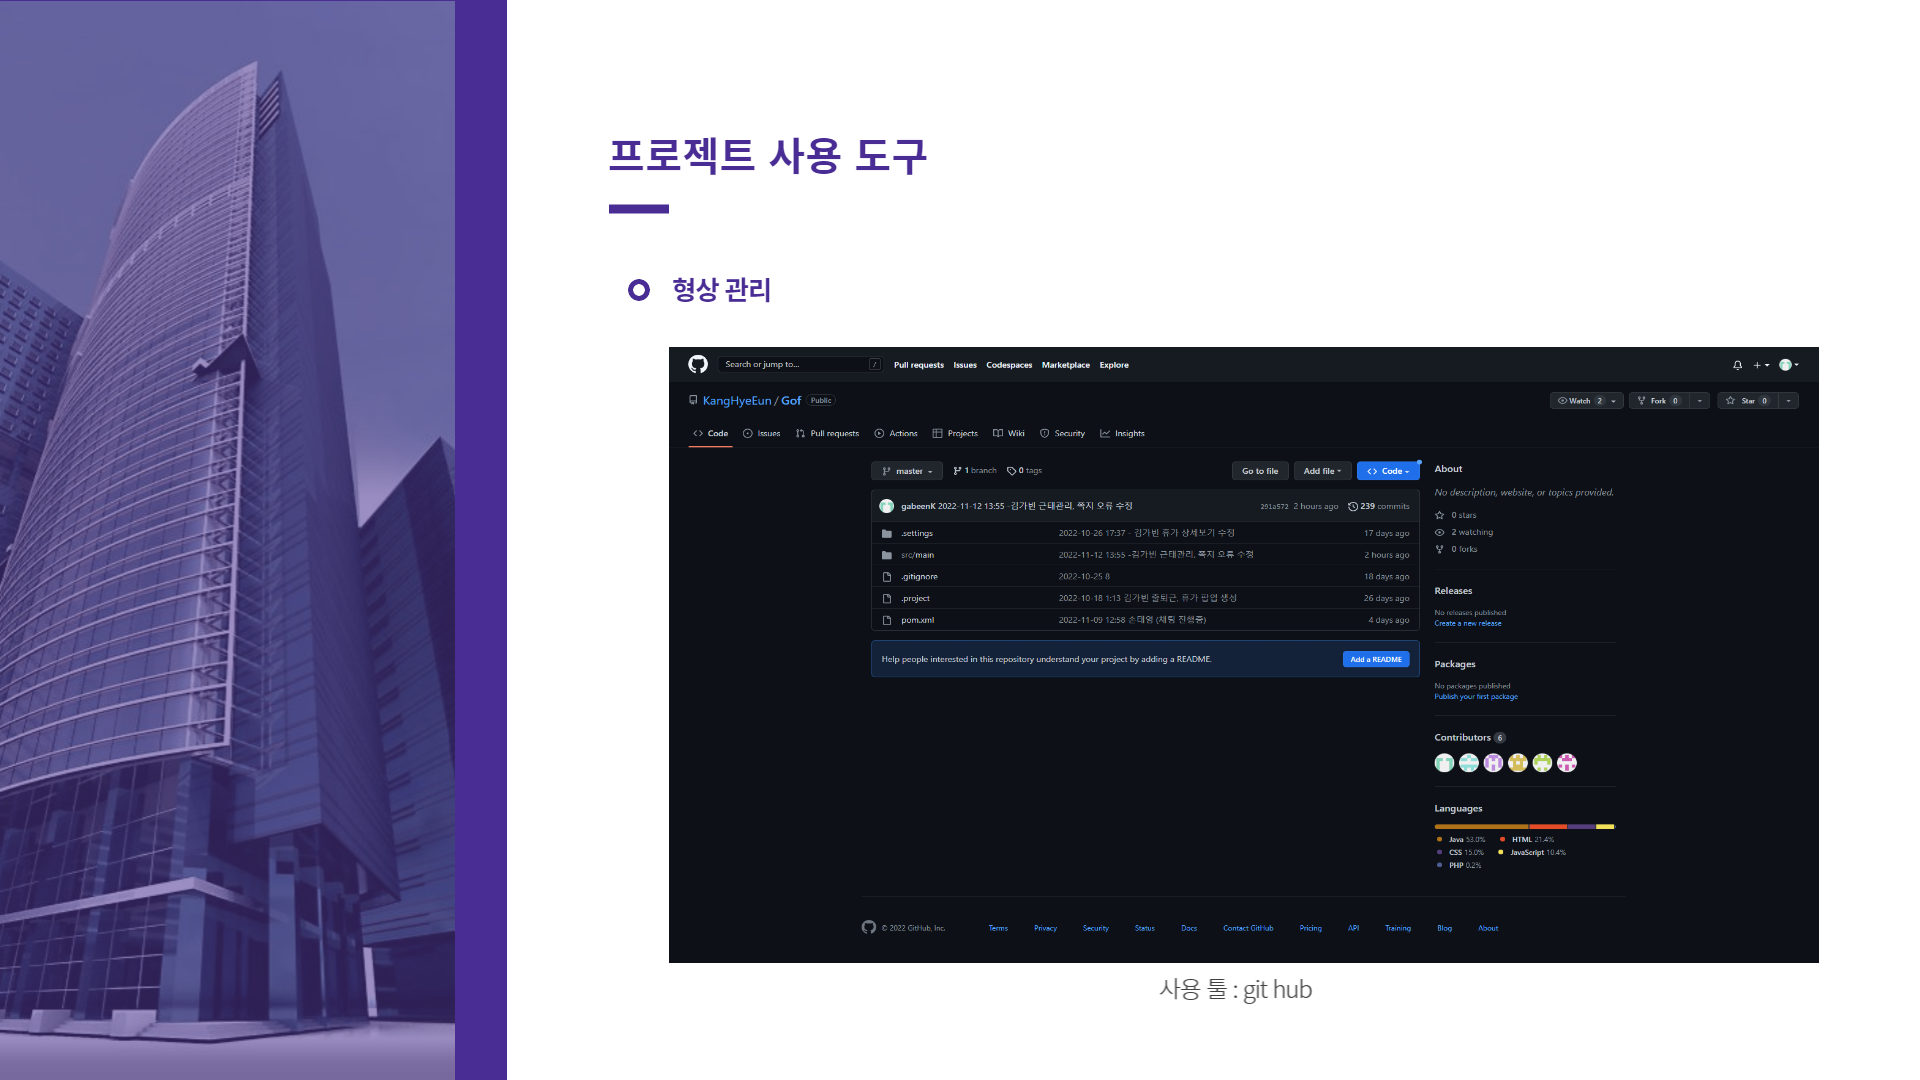 프로젝트 사용 도구
형상 관리
Search or jump to... /
Pull requests Issues Codespaces Marketplace Explore
KangHyeEun / Gof Public
Watch 2 Fork 0 Star 0
Code Issues Pull requests Actions Projects Wiki Security Insights
master 1 branch 0 tags Go to file Add file Code
gabeenK 2022-11-12 13:55 -김가빈 근태관리, 쪽지 오류 수정 291a572 2 hours ago 239 commits
.settings 2022-10-26 17:37 - 김가빈 휴가 상세보기 수정 17 days ago
src/main 2022-11-12 13:55 -김가빈 근태관리, 쪽지 오류 수정 2 hours ago
.gitignore 2022-10-25 8 18 days ago
.project 2022-10-18 1:13 김가빈 출퇴근, 휴가 팝업 생성 26 days ago
pom.xml 2022-11-09 12:58 손태영 (채팅 진행중) 4 days ago
Help people interested in this repository understand your project by adding a README. Add a README
About
No description, website, or topics provided.
0 stars
2 watching
0 forks
Releases
No releases published
Create a new release
Packages
No packages published
Publish your first package
Contributors 6
Languages
Java 53.0% HTML 21.4%
CSS 15.0% JavaScript 10.4%
PHP 0.2%
© 2022 GitHub, Inc. Terms Privacy Security Status Docs Contact GitHub Pricing API Training Blog About
사용 툴 : git hub